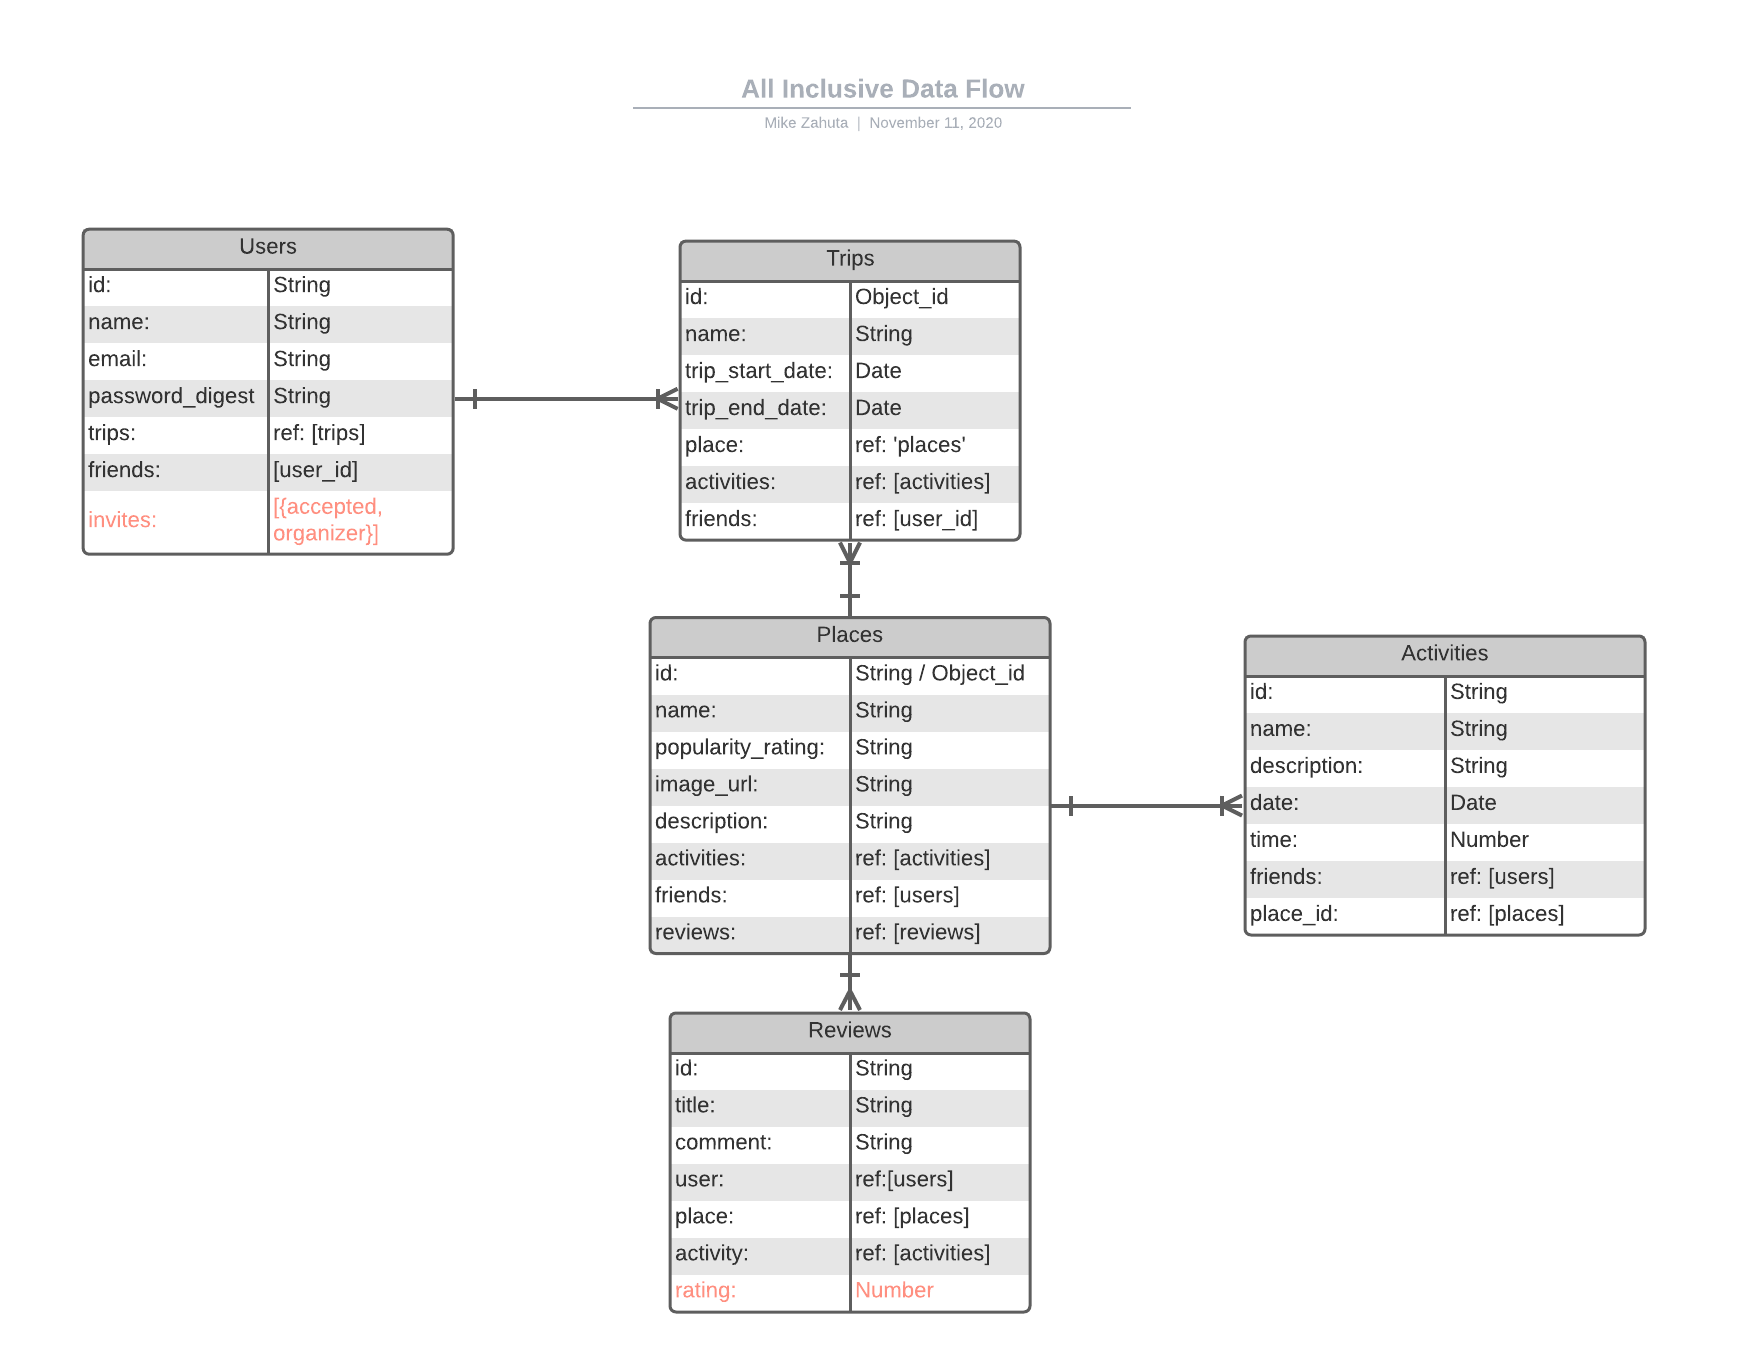 All Inclusive Data Flow
Mike Zahuta | November 11, 2020
Users
id: String
name: String
email: String
password_digest String
trips: ref: [trips]
friends: [user_id]
invites: [{accepted,
organizer}]
Trips
id: Object_id
name: String
trip_start_date: Date
trip_end_date: Date
place: ref: 'places'
activities: ref: [activities]
friends: ref: [user_id]
Places
id: String / Object_id
name: String
popularity_rating: String
image_url: String
description: String
activities: ref: [activities]
friends: ref: [users]
reviews: ref: [reviews]
Activities
id: String
name: String
description: String
date: Date
time: Number
friends: ref: [users]
place_id: ref: [places]
Reviews
id: String
title: String
comment: String
user: ref:[users]
place: ref: [places]
activity: ref: [activities]
rating: Number